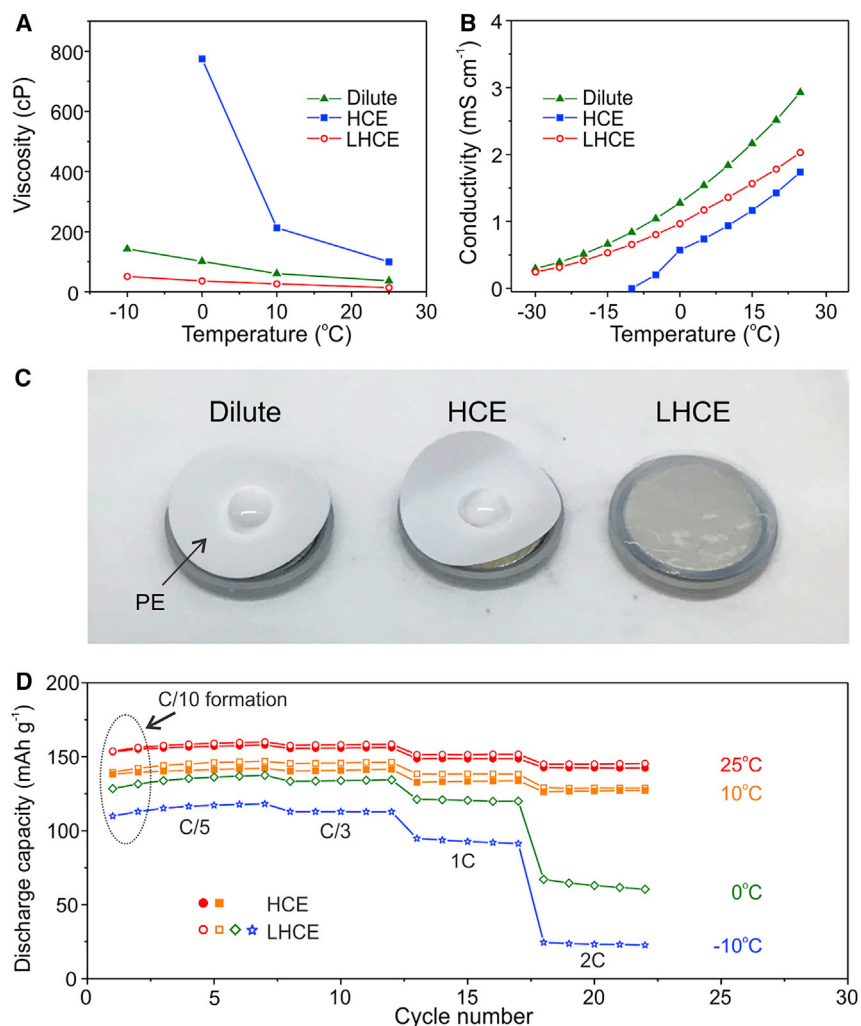 A
Viscosity (cP)
800
600
400
200
0
Dilute
HCE
LHCE
-10
0
10
20
30
Temperature (°C)
B
Conductivity (mS cm⁻¹)
4
3
2
1
0
Dilute
HCE
LHCE
-30
-15
0
15
30
Temperature (°C)
C
Dilute
HCE
LHCE
PE
D
Discharge capacity (mAh g⁻¹)
200
150
100
50
0
C/10 formation
C/5
C/3
1C
2C
25°C
10°C
0°C
-10°C
HCE
LHCE
0
5
10
15
20
25
30
Cycle number